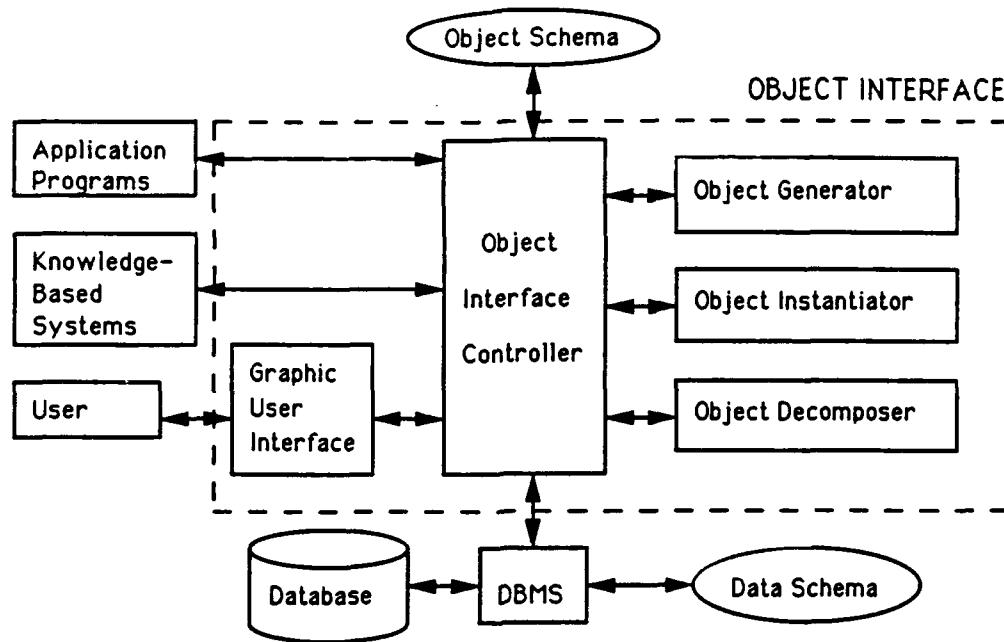 Object Schema
OBJECT INTERFACE
Application
Programs
Object Generator
Knowledge-
Based
Systems
Object
Interface
Controller
Object Instantiator
User
Graphic
User
Interface
Object Decomposer
Database
DBMS
Data Schema